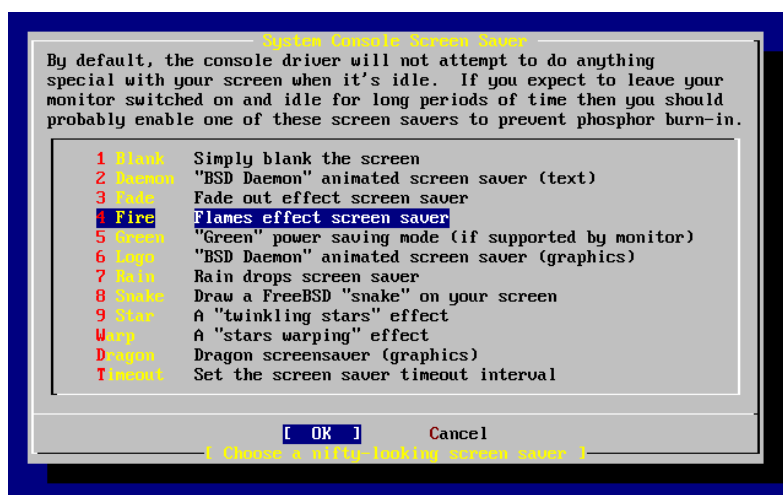 System Console Screen Saver
By default, the console driver will not attempt to do anything
special with your screen when it's idle.  If you expect to leave your
monitor switched on and idle for long periods of time then you should
probably enable one of these screen savers to prevent phosphor burn-in.
1 Blank    Simply blank the screen
2 Daemon   "BSD Daemon" animated screen saver (text)
3 Fade     Fade out effect screen saver
4 Fire     Flames effect screen saver
5 Green    "Green" power saving mode (if supported by monitor)
6 Logo     "BSD Daemon" animated screen saver (graphics)
7 Rain     Rain drops screen saver
8 Snake    Draw a FreeBSD "snake" on your screen
9 Star     A "twinkling stars" effect
Warp       A "stars warping" effect
Dragon     Dragon screensaver (graphics)
Timeout    Set the screen saver timeout interval
[  OK  ]       Cancel
[ Choose a nifty-looking screen saver ]